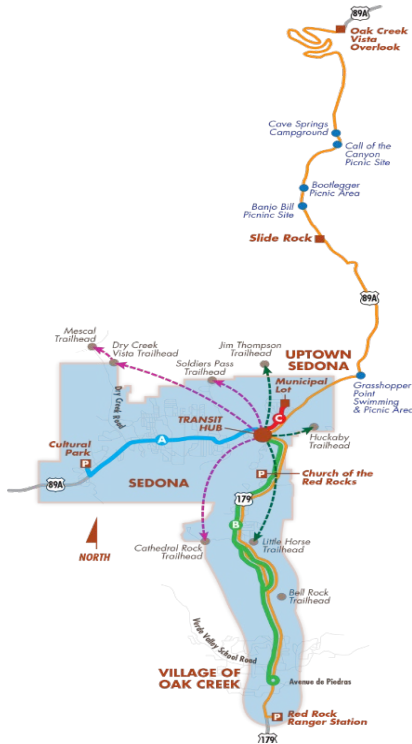 89A
Oak Creek
Vista
Overlook
Cave Springs
Campground
Call of the
Canyon
Picnic Site
Bootlegger
Picnic Area
Banjo Bill
Picninc Site
Slide Rock
89A
Mescal
Trailhead
Dry Creek
Vista Trailhead
Soldiers Pass
Trailhead
Jim Thompson
Trailhead
UPTOWN
SEDONA
Municipal
Lot
Grasshopper
Point
Swimming
& Picnic Area
Dry Creek Road
TRANSIT
HUB
C
A
Huckaby
Trailhead
Cultural
Park
P
SEDONA
P
Church of the
Red Rocks
89A
179
B
NORTH
Cathedral Rock
Trailhead
Little Horse
Trailhead
Bell Rock
Trailhead
Verde Valley School Road
VILLAGE OF
OAK CREEK
Avenue de Piedras
P
Red Rock
Ranger Station
179